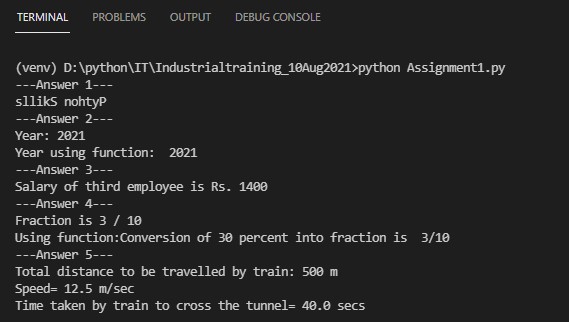 TERMINAL PROBLEMS OUTPUT DEBUG CONSOLE
(venv) D:\python\IT\Industrialtraining_10Aug2021>python Assignment1.py
---Answer 1---
sllikS nohtyP
---Answer 2---
Year: 2021
Year using function:  2021
---Answer 3---
Salary of third employee is Rs. 1400
---Answer 4---
Fraction is 3 / 10
Using function:Conversion of 30 percent into fraction is  3/10
---Answer 5---
Total distance to be travelled by train: 500 m
Speed= 12.5 m/sec
Time taken by train to cross the tunnel= 40.0 secs